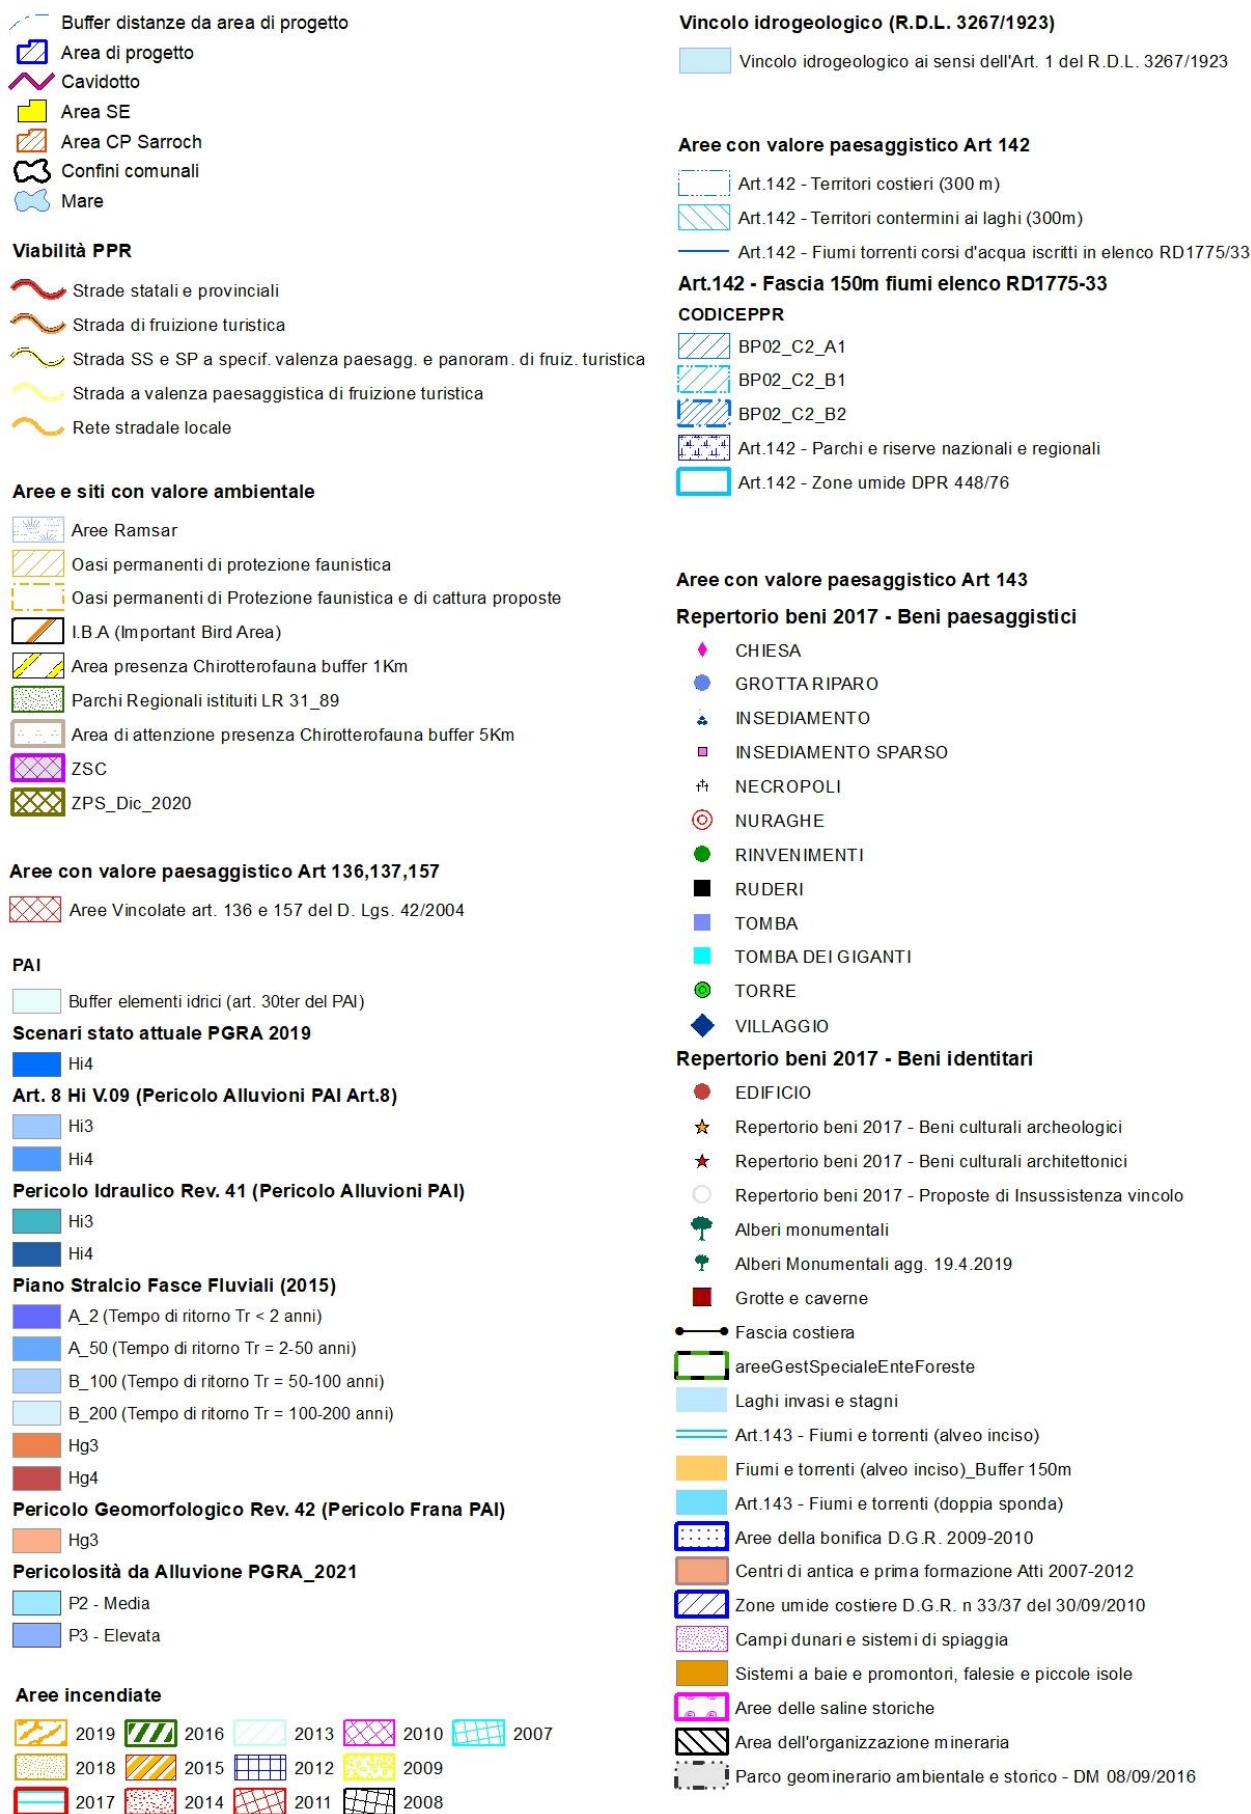 Buffer distanze da area di progetto
Area di progetto
Cavidotto
Area SE
Area CP Sarroch
Confini comunali
Mare
Viabilità PPR
Strade statali e provinciali
Strada di fruizione turistica
Strada SS e SP a specif. valenza paesagg. e panoram. di fruiz. turistica
Strada a valenza paesaggistica di fruizione turistica
Rete stradale locale
Aree e siti con valore ambientale
Aree Ramsar
Oasi permanenti di protezione faunistica
Oasi permanenti di Protezione faunistica e di cattura proposte
I.B.A (Important Bird Area)
Area presenza Chirotterofauna buffer 1Km
Parchi Regionali istituiti LR 31_89
Area di attenzione presenza Chirotterofauna buffer 5Km
ZSC
ZPS_Dic_2020
Aree con valore paesaggistico Art 136,137,157
Aree Vincolate art. 136 e 157 del D. Lgs. 42/2004
PAI
Buffer elementi idrici (art. 30ter del PAI)
Scenari stato attuale PGRA 2019
Hi4
Art. 8 Hi V.09 (Pericolo Alluvioni PAI Art.8)
Hi3
Hi4
Pericolo Idraulico Rev. 41 (Pericolo Alluvioni PAI)
Hi3
Hi4
Piano Stralcio Fasce Fluviali (2015)
A_2 (Tempo di ritorno Tr < 2 anni)
A_50 (Tempo di ritorno Tr = 2-50 anni)
B_100 (Tempo di ritorno Tr = 50-100 anni)
B_200 (Tempo di ritorno Tr = 100-200 anni)
Hg3
Hg4
Pericolo Geomorfologico Rev. 42 (Pericolo Frana PAI)
Hg3
Pericolosità da Alluvione PGRA_2021
P2 - Media
P3 - Elevata
Aree incendiate
2019 2016 2013 2010 2007
2018 2015 2012 2009
2017 2014 2011 2008
Vincolo idrogeologico (R.D.L. 3267/1923)
Vincolo idrogeologico ai sensi dell'Art. 1 del R.D.L. 3267/1923
Aree con valore paesaggistico Art 142
Art.142 - Territori costieri (300 m)
Art.142 - Territori contermini ai laghi (300m)
Art.142 - Fiumi torrenti corsi d'acqua iscritti in elenco RD1775/33
Art.142 - Fascia 150m fiumi elenco RD1775-33
CODICEPPR
BP02_C2_A1
BP02_C2_B1
BP02_C2_B2
Art.142 - Parchi e riserve nazionali e regionali
Art.142 - Zone umide DPR 448/76
Aree con valore paesaggistico Art 143
Repertorio beni 2017 - Beni paesaggistici
CHIESA
GROTTA RIPARO
INSEDIAMENTO
INSEDIAMENTO SPARSO
NECROPOLI
NURAGHE
RINVENIMENTI
RUDERI
TOMBA
TOMBA DEI GIGANTI
TORRE
VILLAGGIO
Repertorio beni 2017 - Beni identitari
EDIFICIO
Repertorio beni 2017 - Beni culturali archeologici
Repertorio beni 2017 - Beni culturali architettonici
Repertorio beni 2017 - Proposte di Insussistenza vincolo
Alberi monumentali
Alberi Monumentali agg. 19.4.2019
Grotte e caverne
Fascia costiera
areeGestSpecialeEnteForeste
Laghi invasi e stagni
Art.143 - Fiumi e torrenti (alveo inciso)
Fiumi e torrenti (alveo inciso)_Buffer 150m
Art.143 - Fiumi e torrenti (doppia sponda)
Aree della bonifica D.G.R. 2009-2010
Centri di antica e prima formazione Atti 2007-2012
Zone umide costiere D.G.R. n 33/37 del 30/09/2010
Campi dunari e sistemi di spiaggia
Sistemi a baie e promontori, falesie e piccole isole
Aree delle saline storiche
Area dell'organizzazione mineraria
Parco geominerario ambientale e storico - DM 08/09/2016